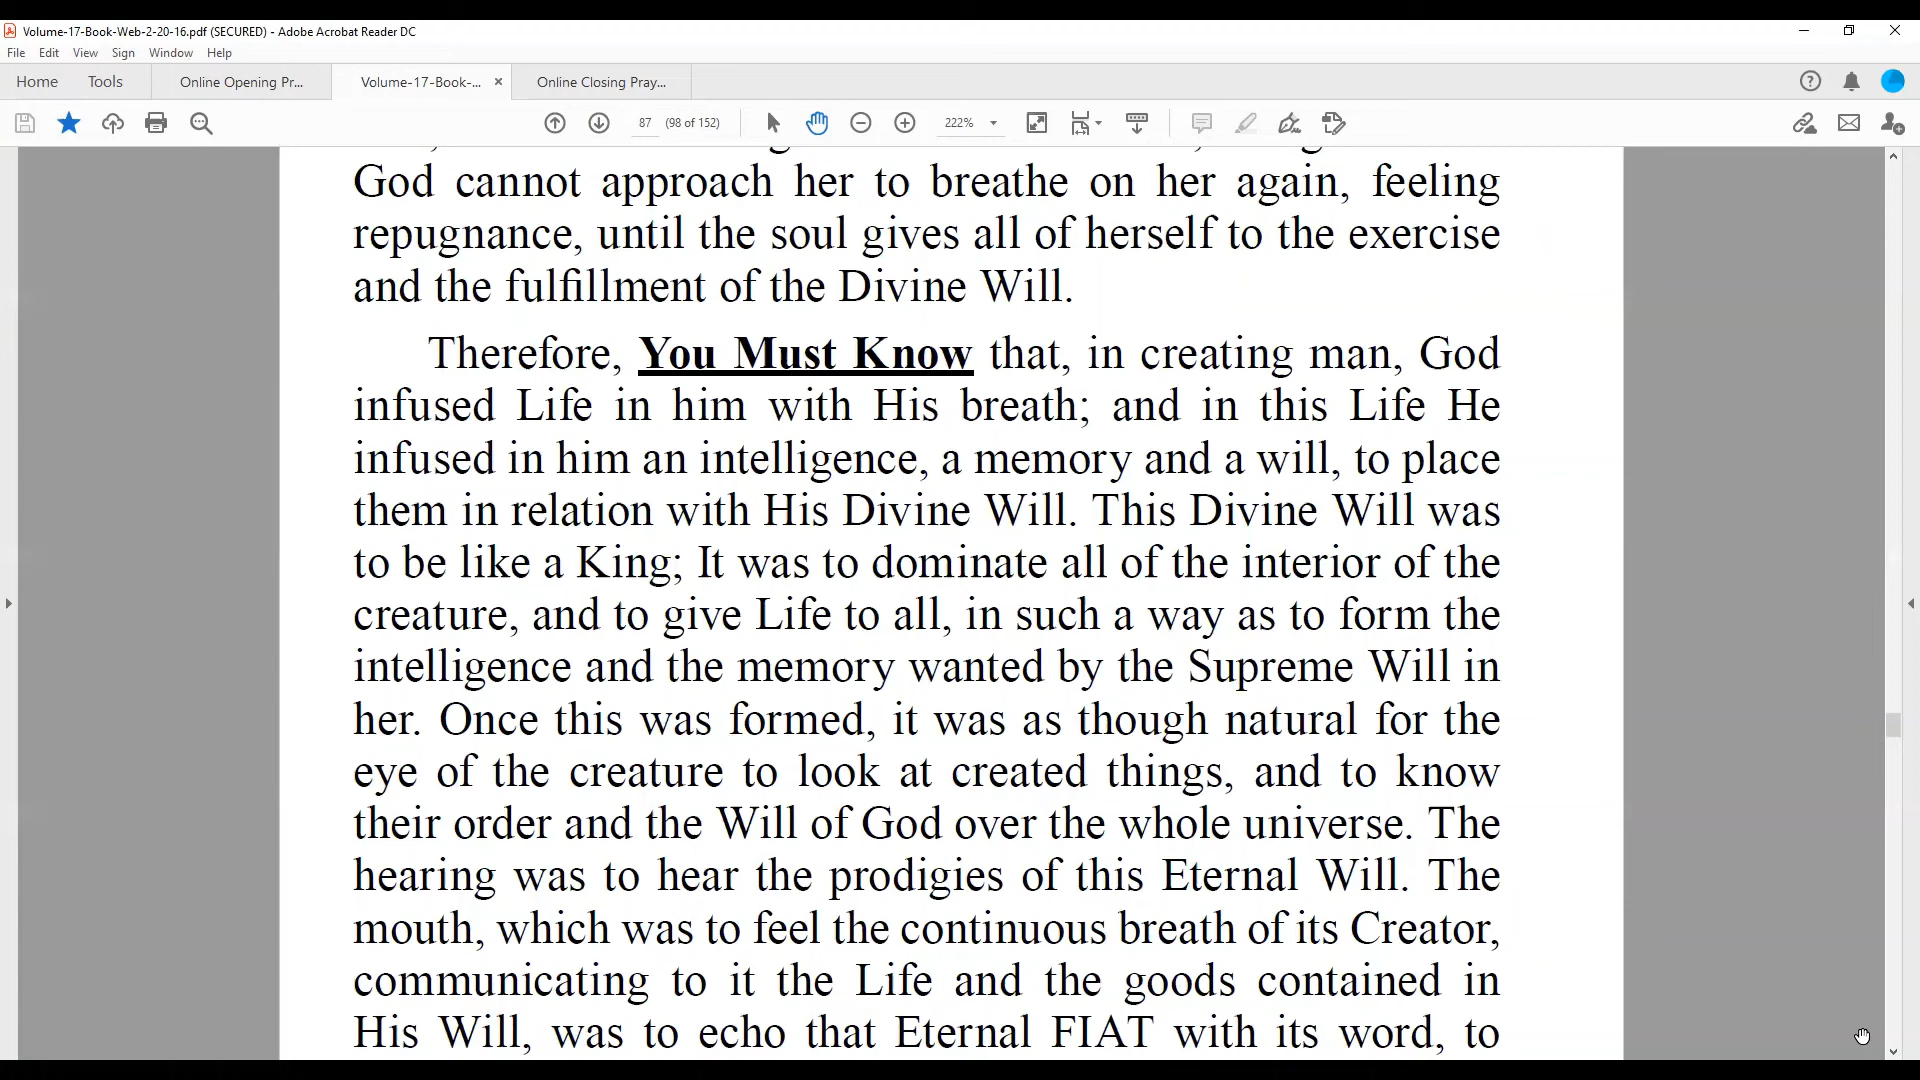 Volume-17-Book-Web-2-20-16.pdf (SECURED) - Adobe Acrobat Reader DC
File Edit View Sign Window Help
Home Tools Online Opening Pr... Volume-17-Book-... × Online Closing Pray...
87 (98 of 152) 222%
God cannot approach her to breathe on her again, feeling
repugnance, until the soul gives all of herself to the exercise
and the fulfillment of the Divine Will.
Therefore, You Must Know that, in creating man, God
infused Life in him with His breath; and in this Life He
infused in him an intelligence, a memory and a will, to place
them in relation with His Divine Will. This Divine Will was
to be like a King; It was to dominate all of the interior of the
creature, and to give Life to all, in such a way as to form the
intelligence and the memory wanted by the Supreme Will in
her. Once this was formed, it was as though natural for the
eye of the creature to look at created things, and to know
their order and the Will of God over the whole universe. The
hearing was to hear the prodigies of this Eternal Will. The
mouth, which was to feel the continuous breath of its Creator,
communicating to it the Life and the goods contained in
His Will, was to echo that Eternal FIAT with its word, to